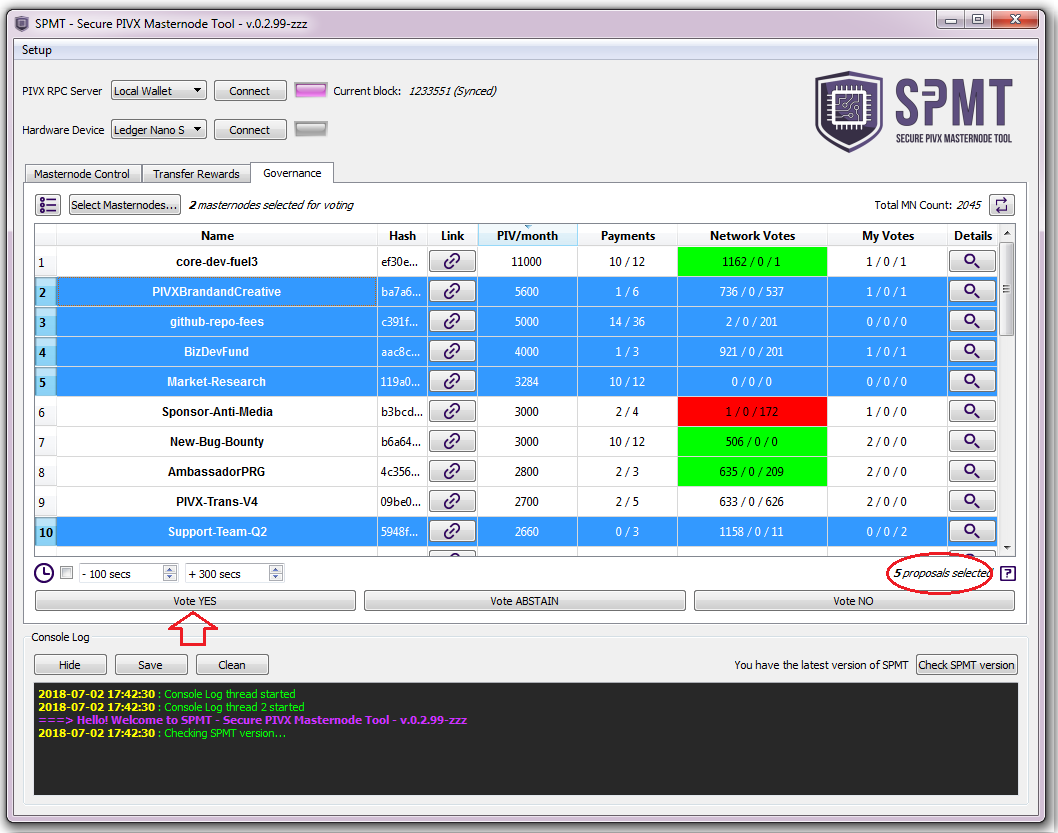 SPMT - Secure PIVX Masternode Tool - v.0.2.99-zzz
Setup
PIVX RPC Server Local Wallet Connect Current block: 1233551 (Synced)
Hardware Device Ledger Nano S Connect
SPMT
SECURE PIVX MASTERNODE TOOL
Masternode Control Transfer Rewards Governance
Select Masternodes... 2 masternodes selected for voting Total MN Count: 2045
Name Hash Link PIV/month Payments Network Votes My Votes Details
1 core-dev-fuel3 ef30e... 11000 10 / 12 1162 / 0 / 1 1 / 0 / 1
2 PIVXBrandandCreative ba7a6... 5600 1 / 6 736 / 0 / 537 1 / 0 / 1
3 github-repo-fees c391f... 5000 14 / 36 2 / 0 / 201 0 / 0 / 0
4 BizDevFund aac8c... 4000 1 / 3 921 / 0 / 201 1 / 0 / 1
5 Market-Research 119a0... 3284 10 / 12 0 / 0 / 0 0 / 0 / 0
6 Sponsor-Anti-Media b3bcd... 3000 2 / 4 1 / 0 / 172 1 / 0 / 0
7 New-Bug-Bounty b6a64... 3000 10 / 12 506 / 0 / 0 1 / 0 / 0
8 AmbassadorPRG 4c356... 2800 2 / 3 635 / 0 / 209 2 / 0 / 0
9 PIVX-Trans-V4 09be0... 2700 2 / 5 633 / 0 / 626 2 / 0 / 0
10 Support-Team-Q2 5948f... 2660 0 / 3 1158 / 0 / 11 0 / 0 / 2
- 100 secs + 300 secs 5 proposals selected ?
Vote YES Vote ABSTAIN Vote NO
Console Log
Hide Save Clean You have the latest version of SPMT Check SPMT version
2018-07-02 17:42:30 : Console Log thread started
2018-07-02 17:42:30 : Console Log thread 2 started
===> Hello! Welcome to SPMT - Secure PIVX Masternode Tool - v.0.2.99-zzz
2018-07-02 17:42:30 : Checking SPMT version...